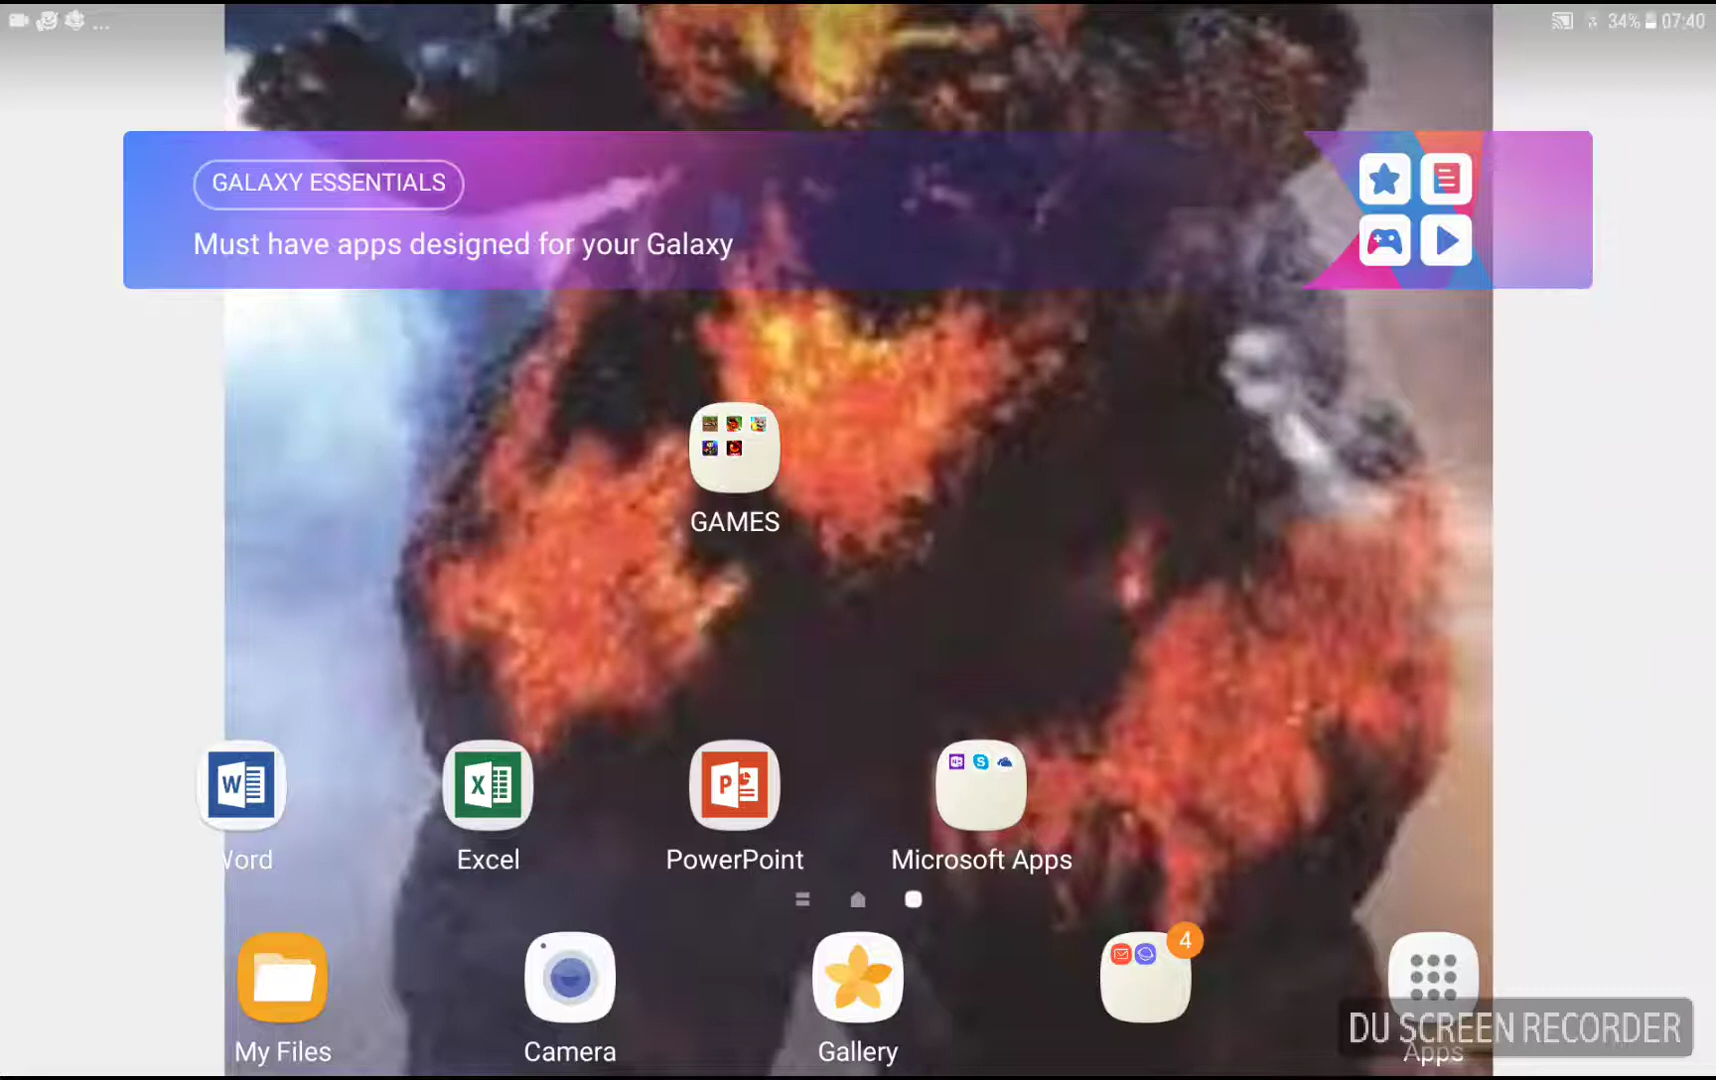 ... 34% 07:40
GALAXY ESSENTIALS
Must have apps designed for your Galaxy
GAMES
Word Excel PowerPoint Microsoft Apps
4
My Files Camera Gallery Apps
DU SCREEN RECORDER